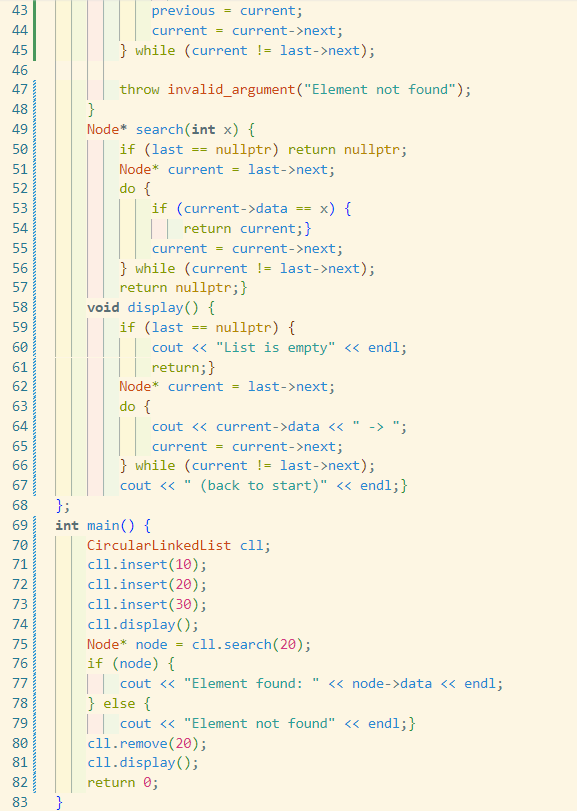 43 previous = current;
44 current = current->next;
45 } while (current != last->next);
46
47 throw invalid_argument("Element not found");
48 }
49 Node* search(int x) {
50 if (last == nullptr) return nullptr;
51 Node* current = last->next;
52 do {
53 if (current->data == x) {
54 return current;}
55 current = current->next;
56 } while (current != last->next);
57 return nullptr;}
58 void display() {
59 if (last == nullptr) {
60 cout << "List is empty" << endl;
61 return;}
62 Node* current = last->next;
63 do {
64 cout << current->data << " -> ";
65 current = current->next;
66 } while (current != last->next);
67 cout << " (back to start)" << endl;}
68 };
69 int main() {
70 CircularLinkedList cll;
71 cll.insert(10);
72 cll.insert(20);
73 cll.insert(30);
74 cll.display();
75 Node* node = cll.search(20);
76 if (node) {
77 cout << "Element found: " << node->data << endl;
78 } else {
79 cout << "Element not found" << endl;}
80 cll.remove(20);
81 cll.display();
82 return 0;
83 }